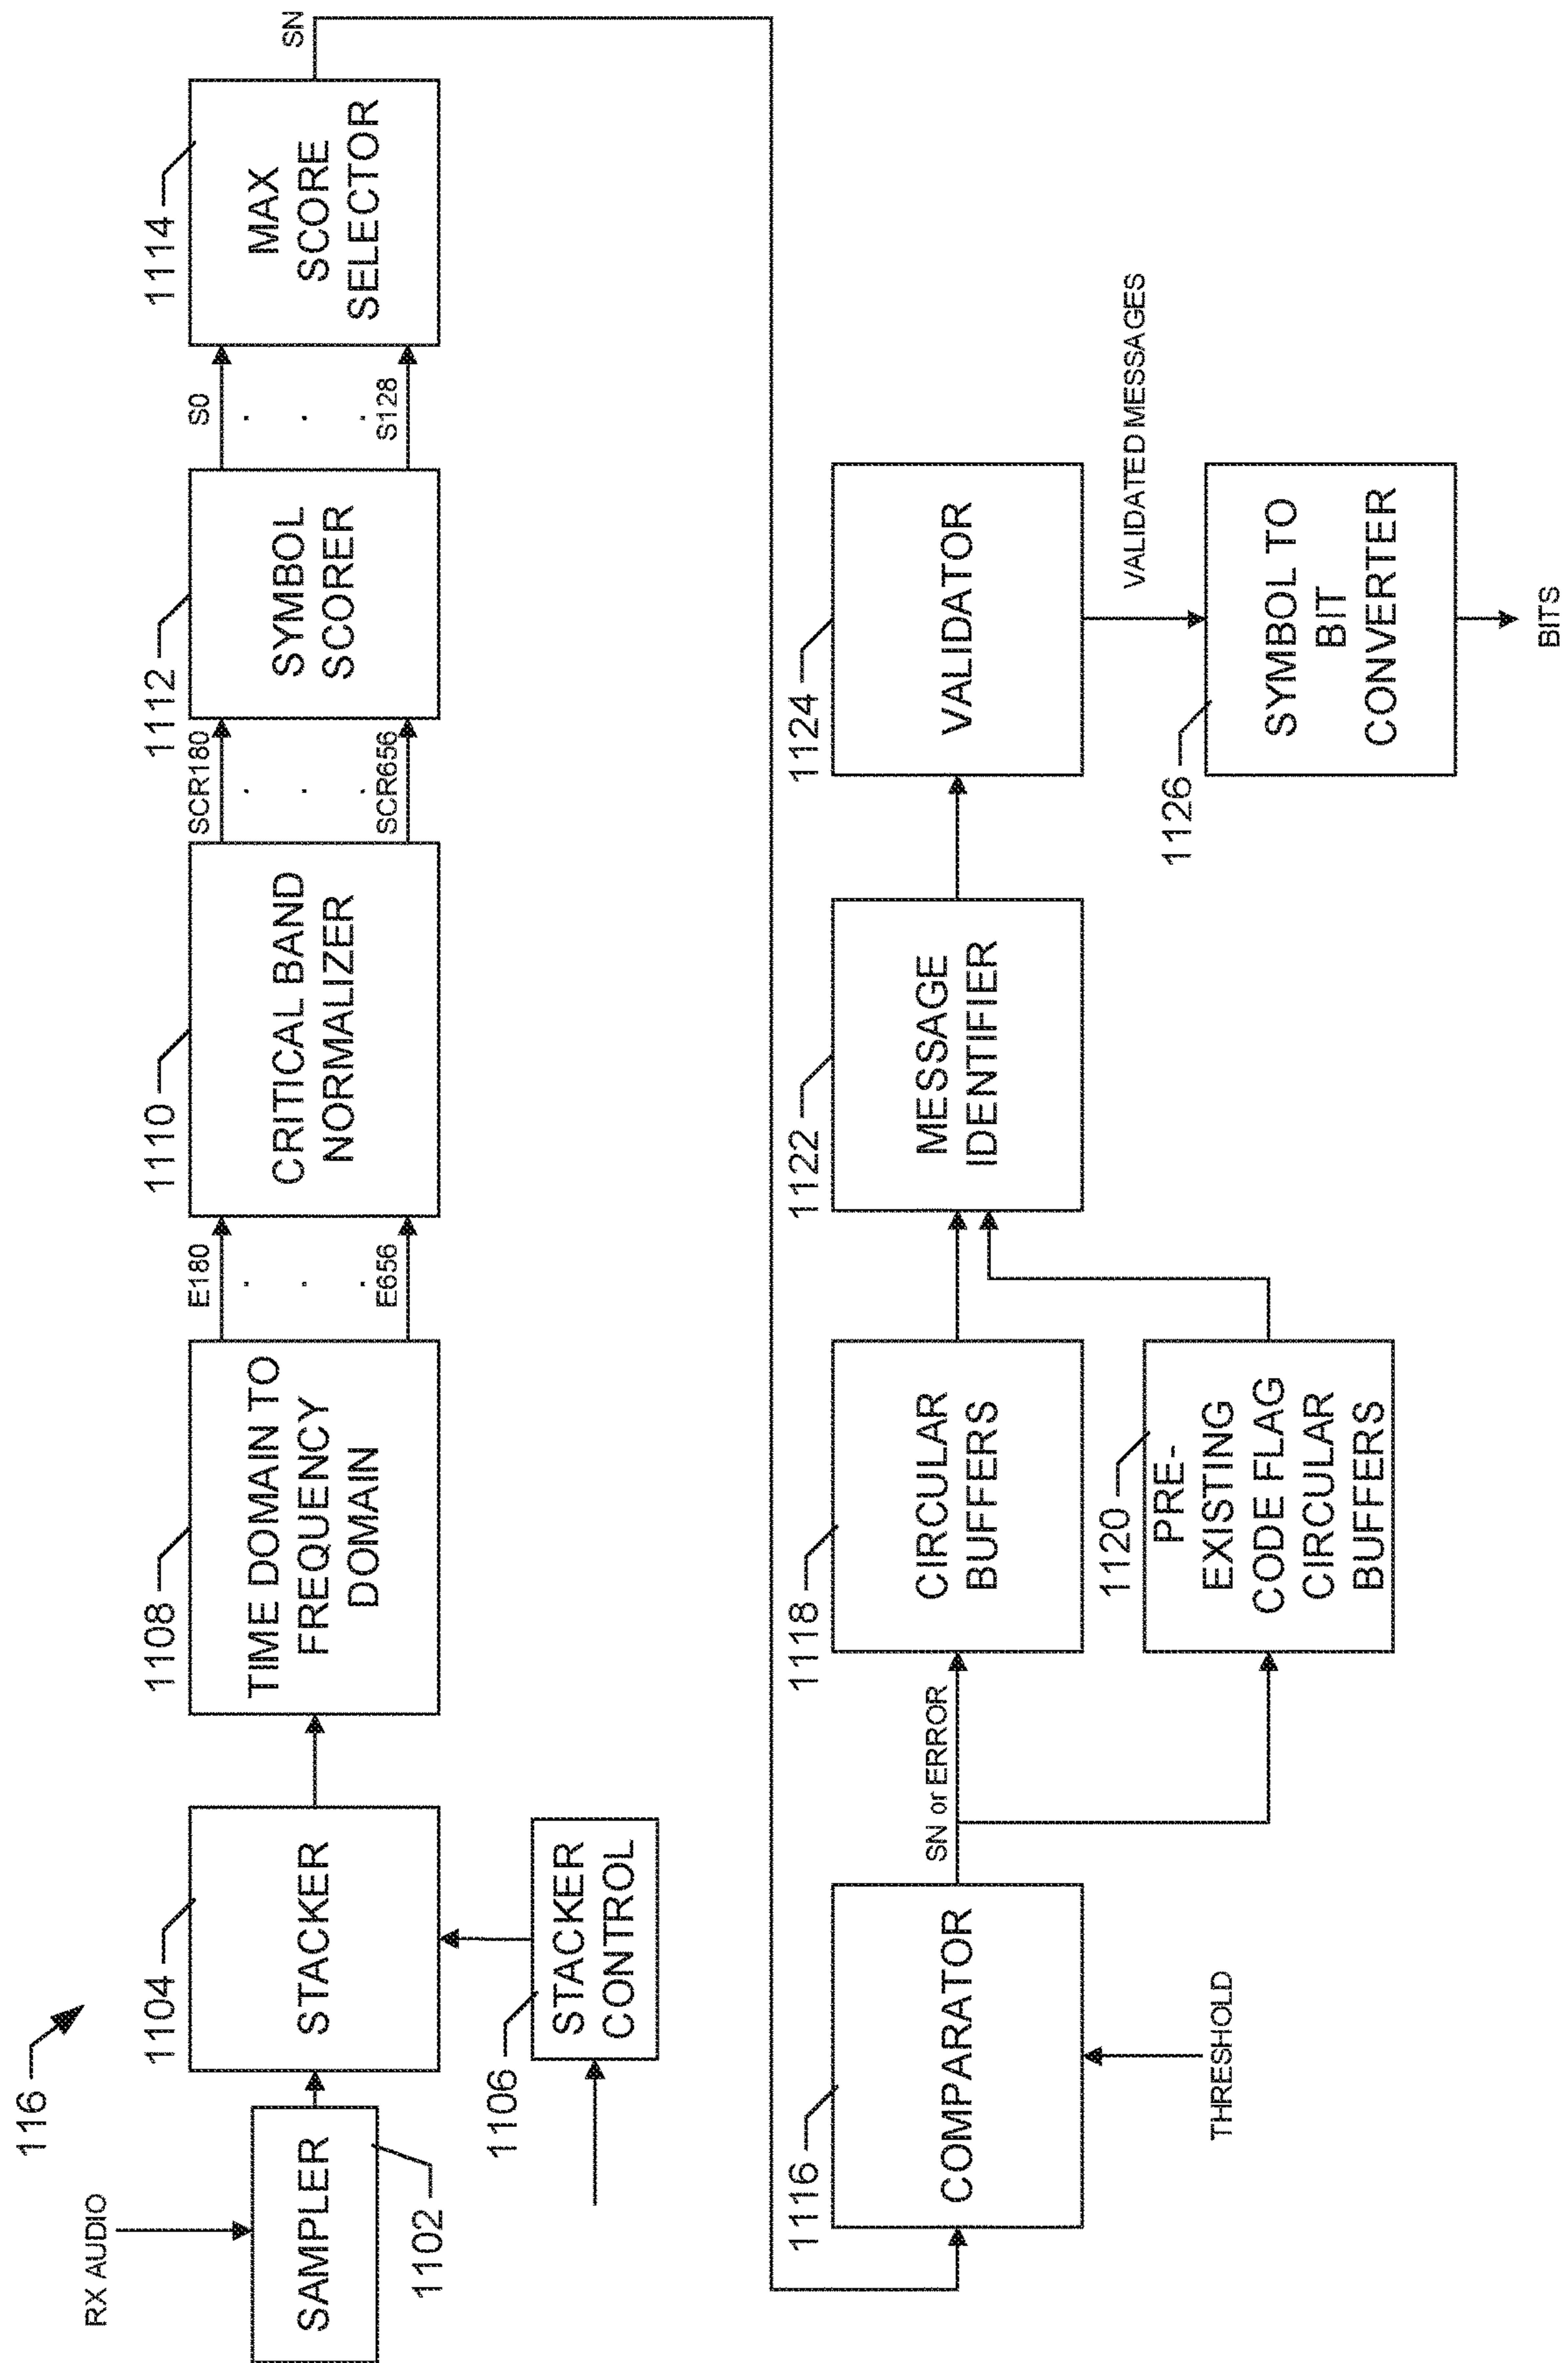 116
RX AUDIO
SAMPLER
1102
1104
STACKER
1106
STACKER
CONTROL
1108
TIME DOMAIN TO
FREQUENCY
DOMAIN
E180
.
.
.
E656
1110
CRITICAL BAND
NORMALIZER
SCR180
.
.
.
SCR656
1112
SYMBOL
SCORER
S0
.
.
.
S128
1114
MAX
SCORE
SELECTOR
SN
1116
COMPARATOR
THRESHOLD
SN or ERROR
1118
CIRCULAR
BUFFERS
1120
PRE-
EXISTING
CODE FLAG
CIRCULAR
BUFFERS
1122
MESSAGE
IDENTIFIER
1124
VALIDATOR
VALIDATED MESSAGES
1126
SYMBOL TO
BIT
CONVERTER
BITS